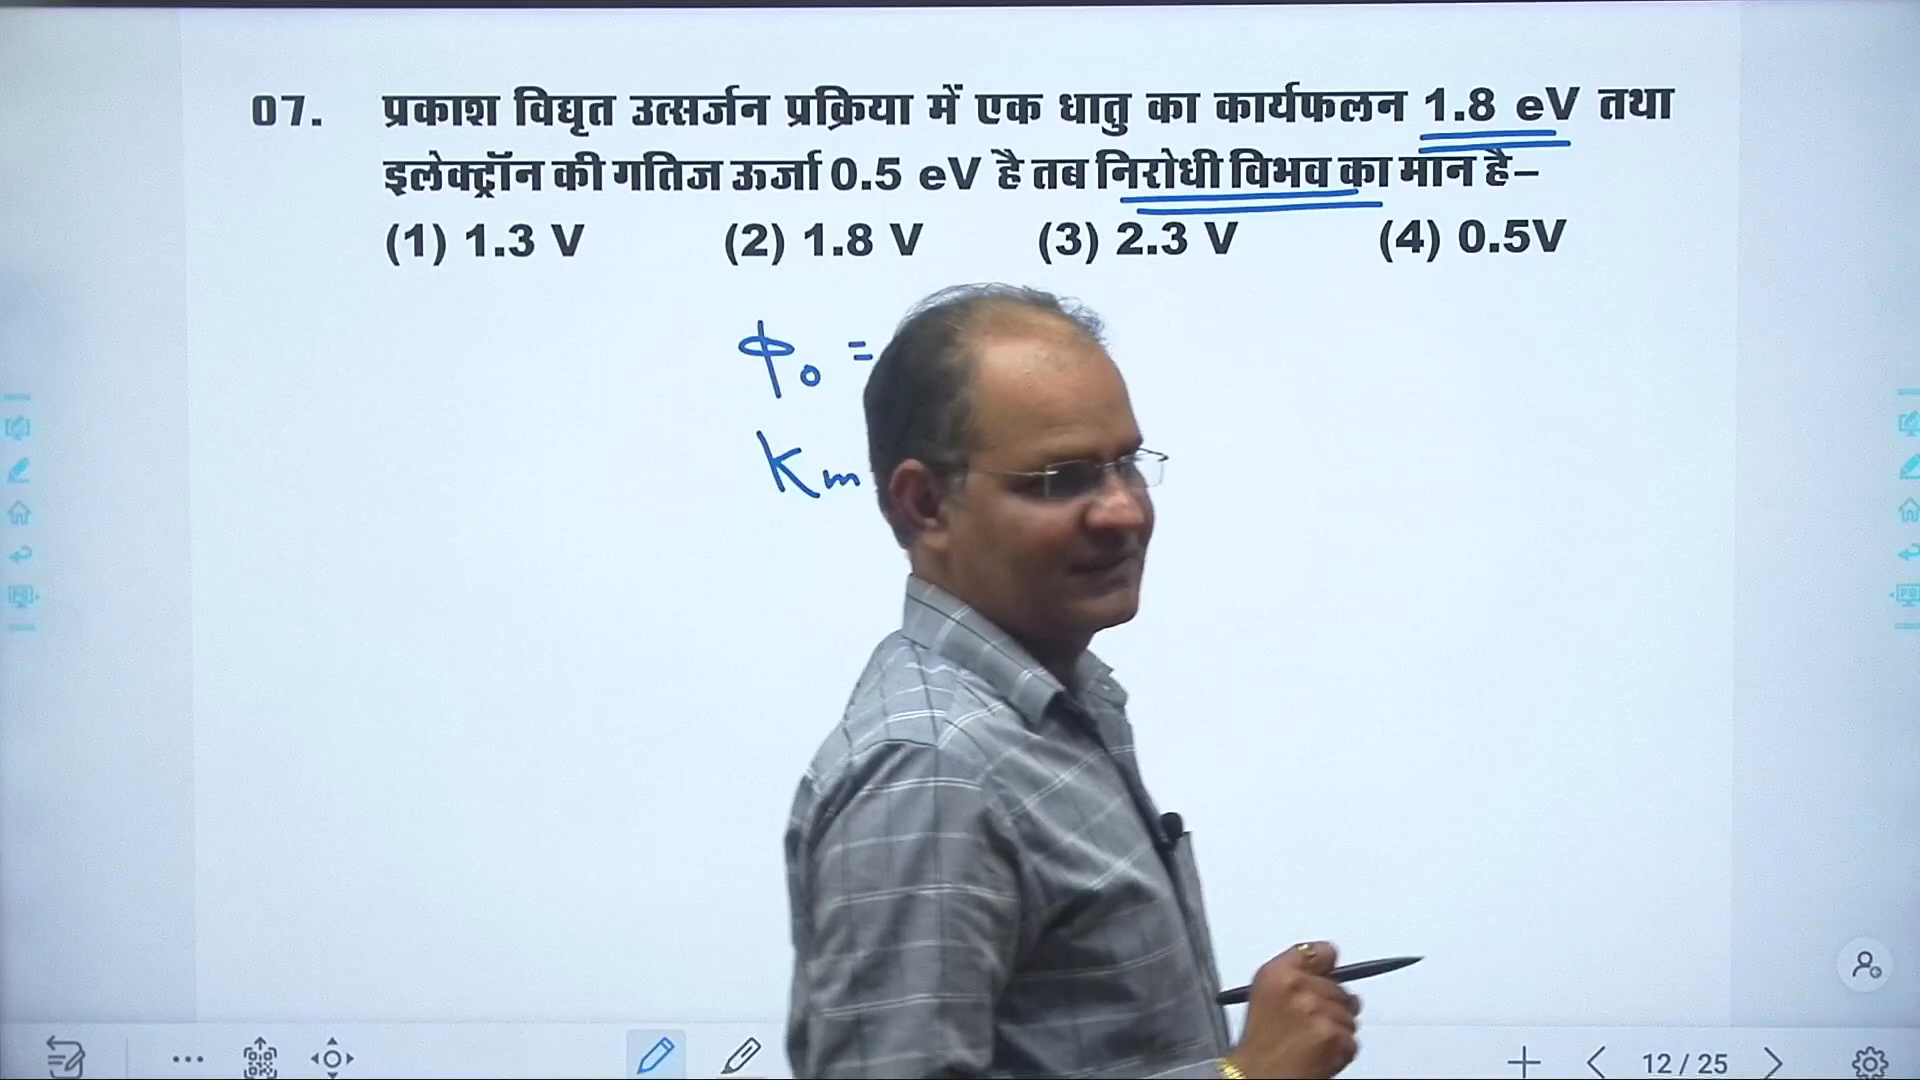 07. प्रकाश विद्युत उत्सर्जन प्रक्रिया में एक धातु का कार्यफलन 1.8 eV तथा
इलेक्ट्रॉन की गतिज ऊर्जा 0.5 eV है तब निरोधी विभव का मान है–
(1) 1.3 V (2) 1.8 V (3) 2.3 V (4) 0.5V
ϕ₀ =
Km
12 / 25